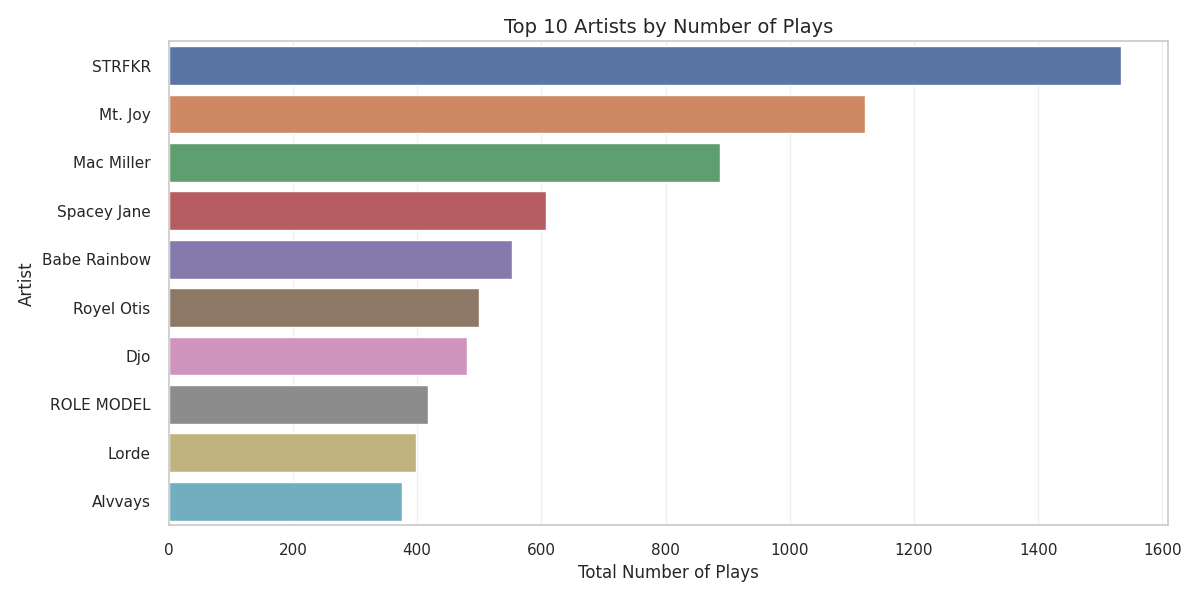 Top 10 Artists by Number of Plays
Artist
STRFKR
Mt. Joy
Mac Miller
Spacey Jane
Babe Rainbow
Royel Otis
Djo
ROLE MODEL
Lorde
Alvvays
0 200 400 600 800 1000 1200 1400 1600
Total Number of Plays